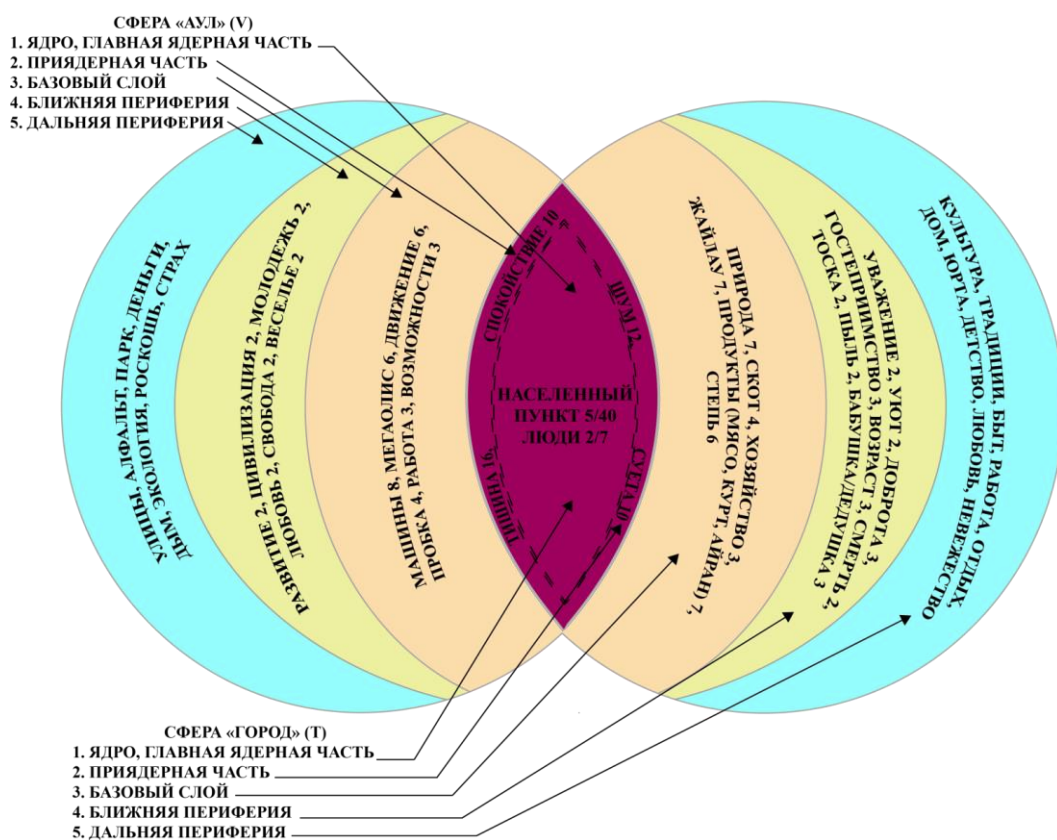 СФЕРА «АУЛ» (V)
1. ЯДРО, ГЛАВНАЯ ЯДЕРНАЯ ЧАСТЬ
2. ПРИЯДЕРНАЯ ЧАСТЬ
3. БАЗОВЫЙ СЛОЙ
4. БЛИЖНЯЯ ПЕРИФЕРИЯ
5. ДАЛЬНЯЯ ПЕРИФЕРИЯ
УЛИЦЫ, АЛФАЛЬТ, ПАРК, ДЕНЬГИ,
ДЫМ, ЭКОЛОГИЯ, РОСКОШЬ, СТРАХ
РАЗВИТИЕ 2, ЦИВИЛИЗАЦИЯ 2, МОЛОДЕЖЬ 2,
ЛЮБОВЬ 2, СВОБОДА 2, ВЕСЕЛЬЕ 2
МАШИНЫ 8, МЕГАОЛИС 6, ДВИЖЕНИЕ 6,
ПРОБКА 4, РАБОТА 3, ВОЗМОЖНОСТИ 3
СПОКОЙСТВИЕ 10
ТИШИНА 16,
НАСЕЛЕННЫЙ
ПУНКТ 5/40
ЛЮДИ 2/7
ШУМ 12,
СУЕТА 10
ПРИРОДА 7, СКОТ 4, ХОЗЯЙСТВО 3,
ЖАЙЛАУ 7, ПРОДУКТЫ (МЯСО, КУРТ, АЙРАН) 7,
СТЕПЬ 6
УВАЖЕНИЕ 2, УЮТ 2, ДОБРОТА 3,
ГОСТЕПРИИМСТВО 3, ВОЗРАСТ 3, СМЕРТЬ 2,
ТОСКА 2, ПЫЛЬ 2, БАБУШКА/ДЕДУШКА 3
КУЛЬТУРА, ТРАДИЦИИ, БЫТ, РАБОТА, ОТДЫХ,
ДОМ, ЮРТА, ДЕТСТВО, ЛЮБОВЬ, НЕВЕЖЕСТВО
СФЕРА «ГОРОД» (Т)
1. ЯДРО, ГЛАВНАЯ ЯДЕРНАЯ ЧАСТЬ
2. ПРИЯДЕРНАЯ ЧАСТЬ
3. БАЗОВЫЙ СЛОЙ
4. БЛИЖНЯЯ ПЕРИФЕРИЯ
5. ДАЛЬНЯЯ ПЕРИФЕРИЯ